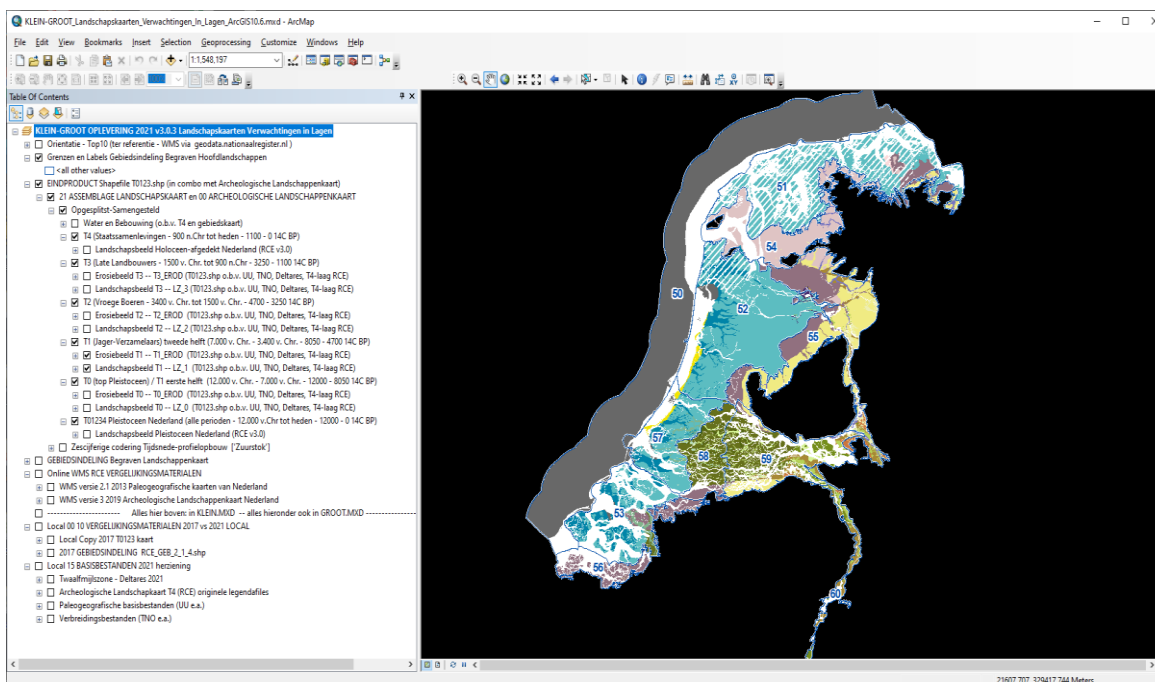 KLEIN-GROOT_Landschapskaarten_Verwachtingen_In_Lagen_ArcGIS10.6.mxd - ArcMap
File Edit View Bookmarks Insert Selection Geoprocessing Customize Windows Help
1:1,548,197
Table Of Contents
KLEIN-GROOT OPLEVERING 2021 v3.0.3 Landschapskaarten Verwachtingen in Lagen
Orientatie - Top10 (ter referentie - WMS via geodata.nationaalregister.nl )
Grenzen en Labels Gebiedsindeling Begraven Hoofdlandschappen
<all other values>
EINDPRODUCT Shapefile T0123.shp (in combo met Archeologische Landschappenkaart)
21 ASSEMBLAGE LANDSCHAPSKAART en 00 ARCHEOLOGISCHE LANDSCHAPPENKAART
Opgesplitst-Samengesteld
Water en Bebouwing (o.b.v. T4 en gebiedskaart)
T4 (Staatssamenlevingen - 900 n.Chr tot heden - 1100 - 0 14C BP)
Landschapsbeeld Holoceen-afgedekt Nederland (RCE v3.0)
T3 (Late Landbouwers - 1500 v. Chr. tot 900 n.Chr - 3250 - 1100 14C BP)
Erosiebeeld T3 -- T3_EROD (T0123.shp o.b.v. UU, TNO, Deltares, T4-laag RCE)
Landschapsbeeld T3 -- LZ_3 (T0123.shp o.b.v. UU, TNO, Deltares, T4-laag RCE)
T2 (Vroege Boeren - 3400 v. Chr. tot 1500 v. Chr. - 4700 - 3250 14C BP)
Erosiebeeld T2 -- T2_EROD (T0123.shp o.b.v. UU, TNO, Deltares, T4-laag RCE)
Landschapsbeeld T2 -- LZ_2 (T0123.shp o.b.v. UU, TNO, Deltares, T4-laag RCE)
T1 (Jager-Verzamelaars) tweede helft (7.000 v. Chr. - 3.400 v. Chr. - 8050 - 4700 14C BP)
Erosiebeeld T1 -- T1_EROD (T0123.shp o.b.v. UU, TNO, Deltares, T4-laag RCE)
Landschapsbeeld T1 -- LZ_1 (T0123.shp o.b.v. UU, TNO, Deltares, T4-laag RCE)
T0 (top Pleistoceen) / T1 eerste helft (12.000 v. Chr. - 7.000 v. Chr. - 12000 - 8050 14C BP)
Erosiebeeld T0 -- T0_EROD (T0123.shp o.b.v. UU, TNO, Deltares, T4-laag RCE)
Landschapsbeeld T0 -- LZ_0 (T0123.shp o.b.v. UU, TNO, Deltares, T4-laag RCE)
T01234 Pleistoceen Nederland (alle perioden - 12.000 v.Chr tot heden - 12000 - 0 14C BP)
Landschapsbeeld Pleistoceen Nederland (RCE v3.0)
Zescijferige codering Tijdsnede-profielopbouw ['Zuurstok']
GEBIEDSINDELING Begraven Landschappenkaart
Online WMS RCE VERGELIJKINGSMATERIALEN
WMS versie 2.1 2013 Paleogeografische kaarten van Nederland
WMS versie 3 2019 Archeologische Landschappenkaart Nederland
----------------------- Alles hier boven: in KLEIN.MXD -- alles hieronder ook in GROOT.MXD ----------------
Local 00 10 VERGELIJKINGSMATERIALEN 2017 vs 2021 LOCAL
Local Copy 2017 T0123 kaart
2017 GEBIEDSINDELING RCE_GEB_2_1_4.shp
Local 15 BASISBESTANDEN 2021 herziening
Twaalfmijlszone - Deltares 2021
Archeologische Landschapkaart T4 (RCE) originele legendafiles
Paleogeografische basisbestanden (UU e.a.)
Verbreidingsbestanden (TNO e.a.)
51
54
50
52
55
57
58
59
53
56
60
21607,707 329417,744 Meters